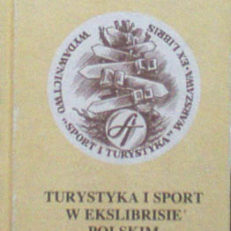 WYDAWNICTWO „SPORT I TURYSTYKA” WARSZAWA · EX LIBRIS
TURYSTYKA I SPORT
W EKSLIBRISIE
POLSKIM